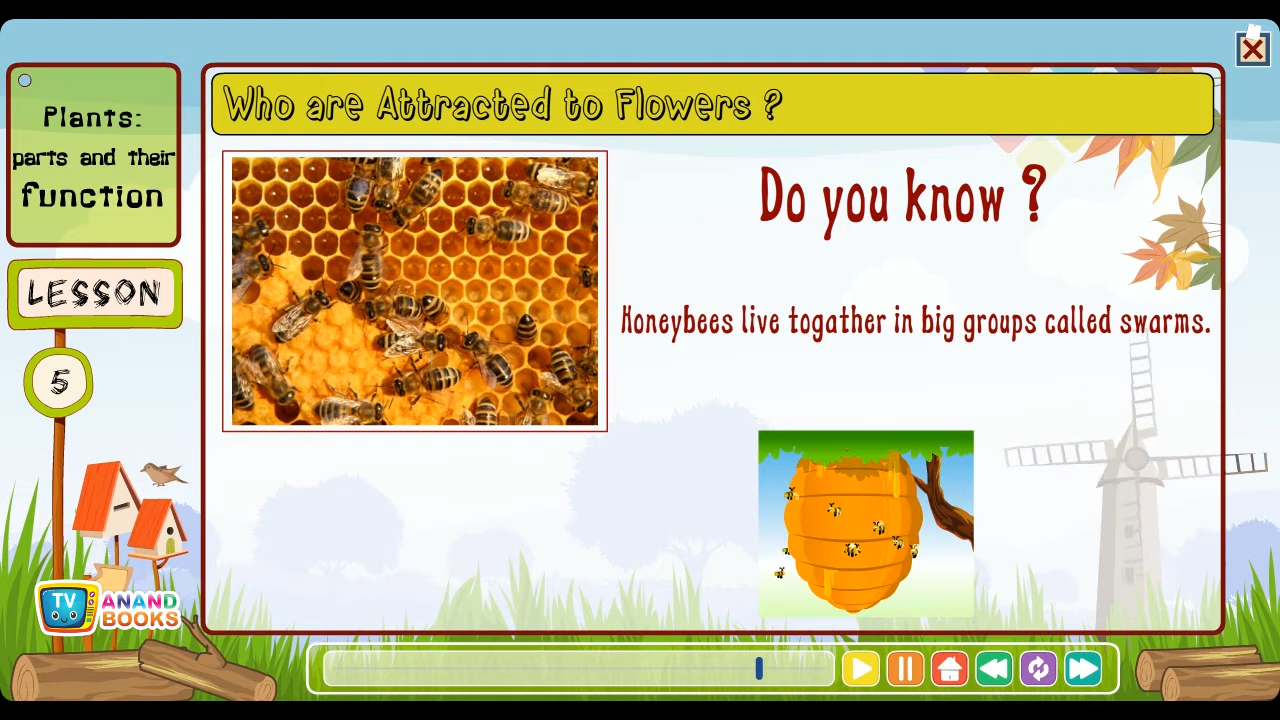 Who are Attracted to Flowers ?
Plants:
parts and their
function
LESSON
5
Do you know ?
Honeybees live togather in big groups called swarms.
TV
ANAND
BOOKS